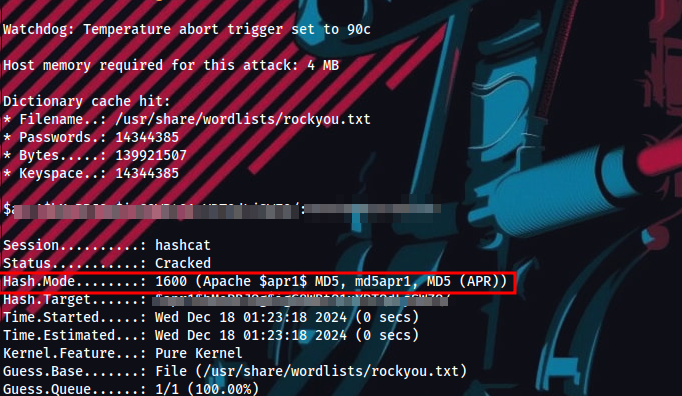 Watchdog: Temperature abort trigger set to 90c
Host memory required for this attack: 4 MB
Dictionary cache hit:
* Filename..: /usr/share/wordlists/rockyou.txt
* Passwords.: 14344385
* Bytes.....: 139921507
* Keyspace..: 14344385
Session..........: hashcat
Status...........: Cracked
Hash.Mode........: 1600 (Apache $apr1$ MD5, md5apr1, MD5 (APR))
Hash.Target......:
Time.Started.....: Wed Dec 18 01:23:18 2024 (0 secs)
Time.Estimated...: Wed Dec 18 01:23:18 2024 (0 secs)
Kernel.Feature...: Pure Kernel
Guess.Base.......: File (/usr/share/wordlists/rockyou.txt)
Guess.Queue......: 1/1 (100.00%)